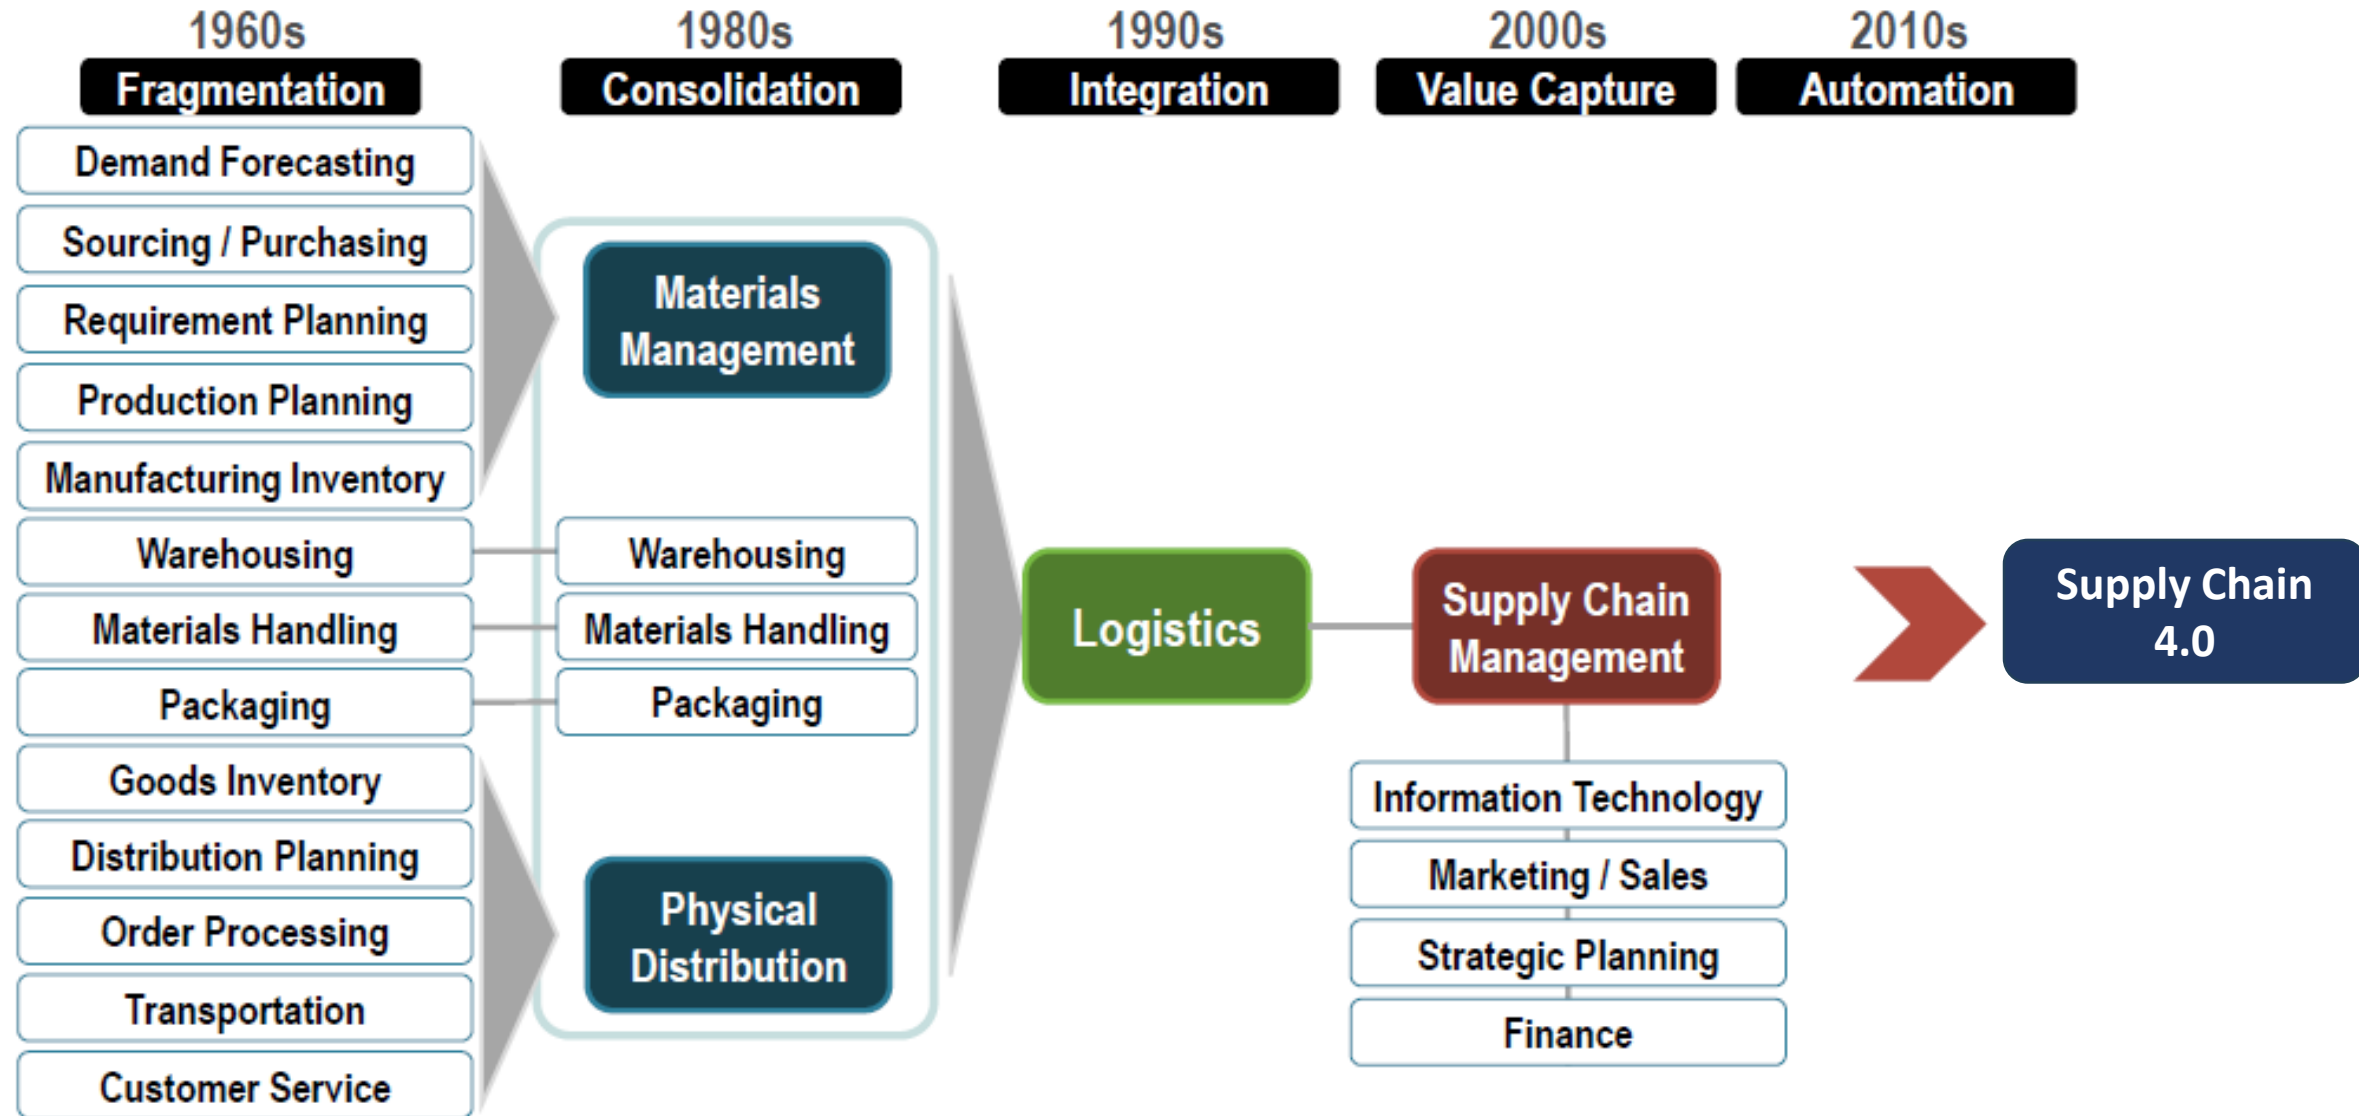 1960s
1980s
1990s
2000s
2010s
Fragmentation
Consolidation
Integration
Value Capture
Automation
Demand Forecasting
Sourcing / Purchasing
Requirement Planning
Production Planning
Manufacturing Inventory
Warehousing
Materials Handling
Packaging
Goods Inventory
Distribution Planning
Order Processing
Transportation
Customer Service
Materials
Management
Warehousing
Materials Handling
Packaging
Physical
Distribution
Logistics
Supply Chain
Management
Information Technology
Marketing / Sales
Strategic Planning
Finance
Supply Chain
4.0